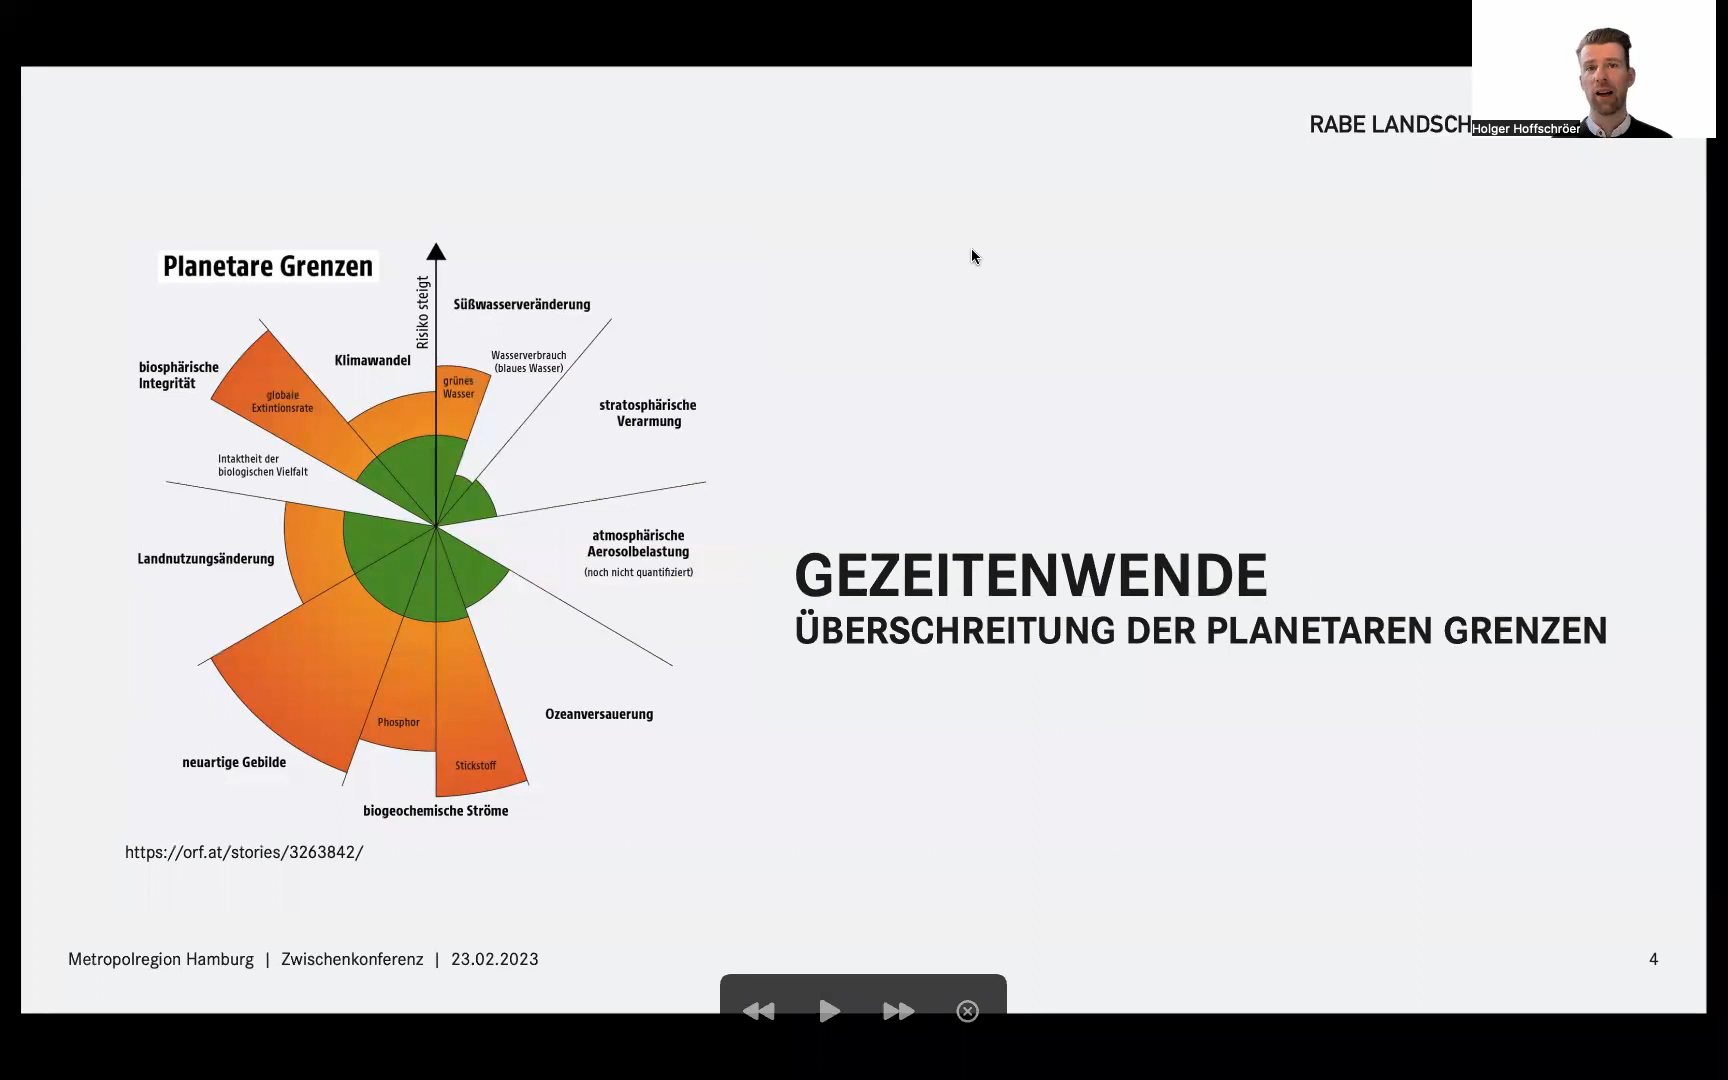 RABE LANDSCH
Holger Hoffschröer
Planetare Grenzen
Risiko steigt
Süßwasserveränderung
Wasserverbrauch
(blaues Wasser)
grünes
Wasser
Klimawandel
biosphärische
Integrität
globale
Extintionsrate
Intaktheit der
biologischen Vielfalt
stratosphärische
Verarmung
atmosphärische
Aerosolbelastung
(noch nicht quantifiziert)
Landnutzungsänderung
Ozeanversauerung
Phosphor
Stickstoff
neuartige Gebilde
biogeochemische Ströme
https://orf.at/stories/3263842/
GEZEITENWENDE
ÜBERSCHREITUNG DER PLANETAREN GRENZEN
Metropolregion Hamburg | Zwischenkonferenz | 23.02.2023
4